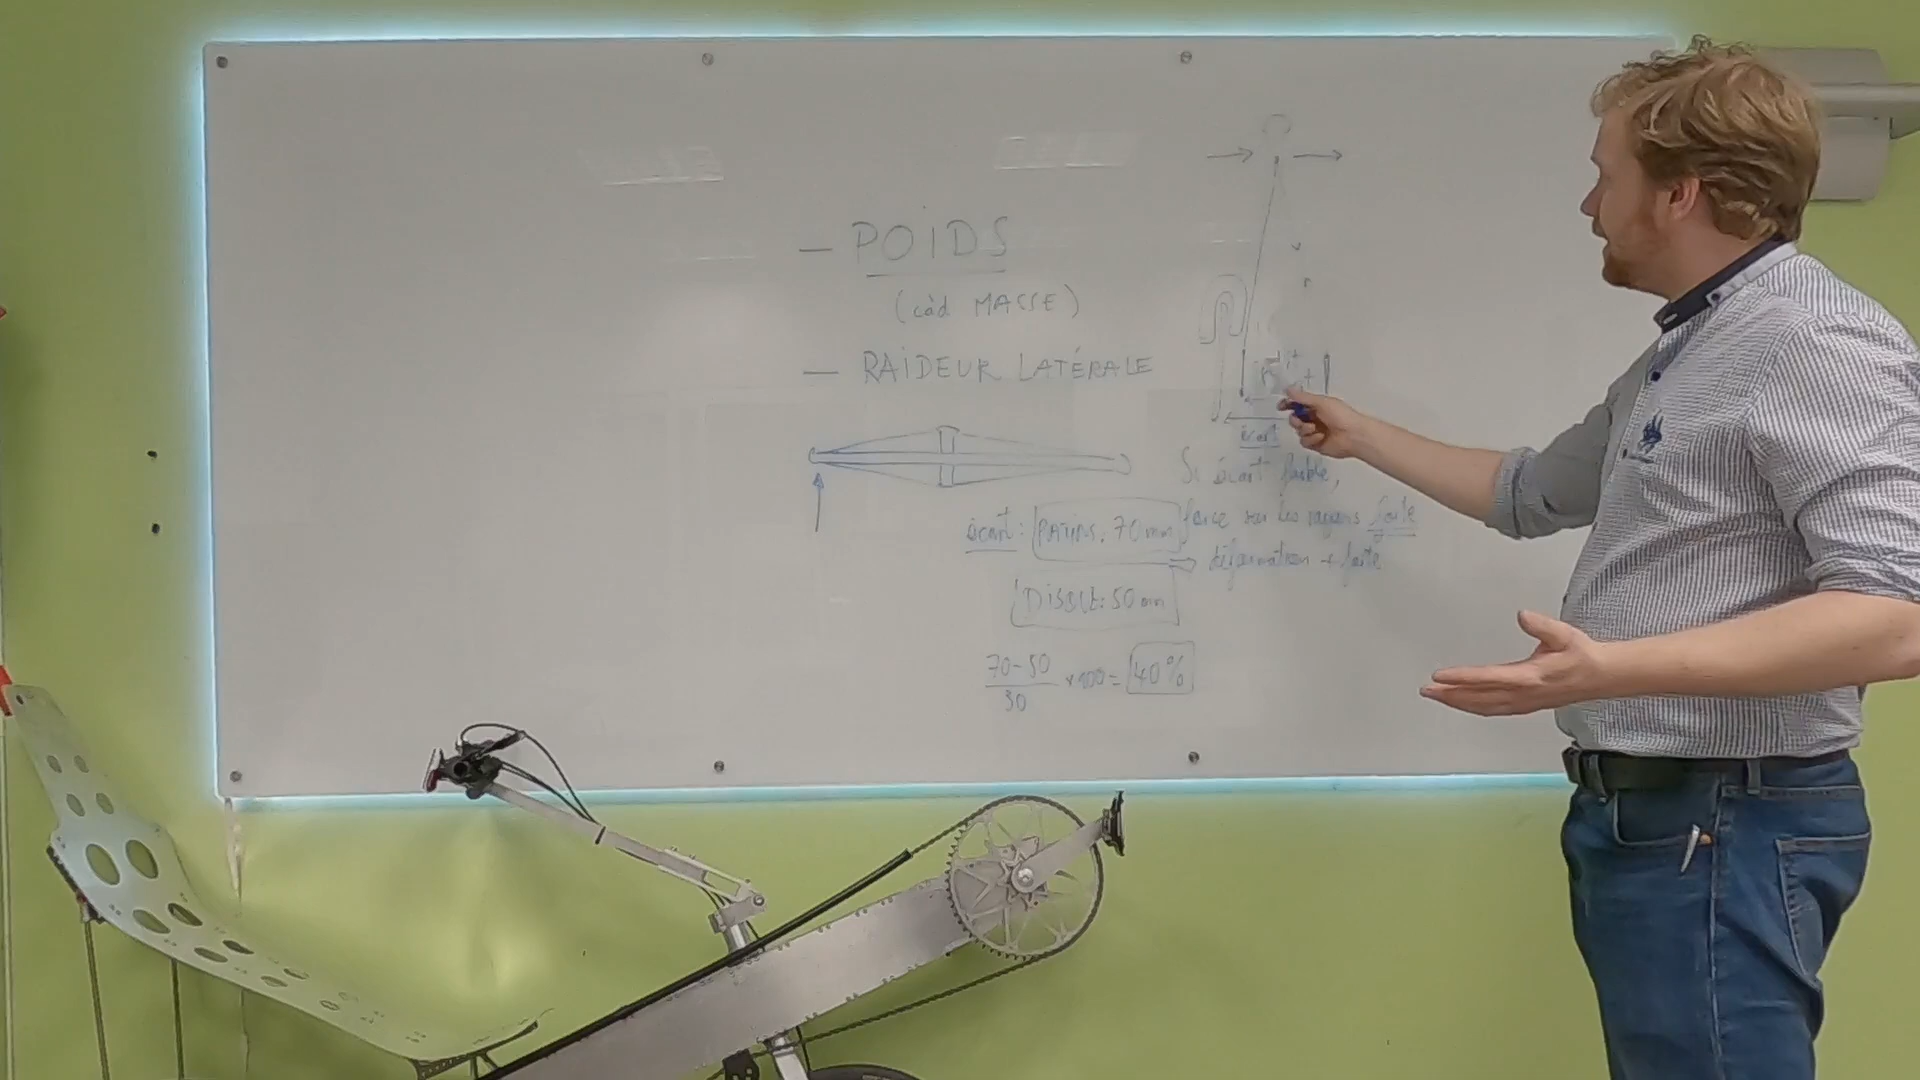 — POIDS
(càd MASSE)
— RAIDEUR LATÉRALE
écart
Si écart faible,
écart : PATINS: 70 mm
force sur les rayons forte
déformation + forte
DISQUE: 50 mm
70-50
50
×100 = 40%